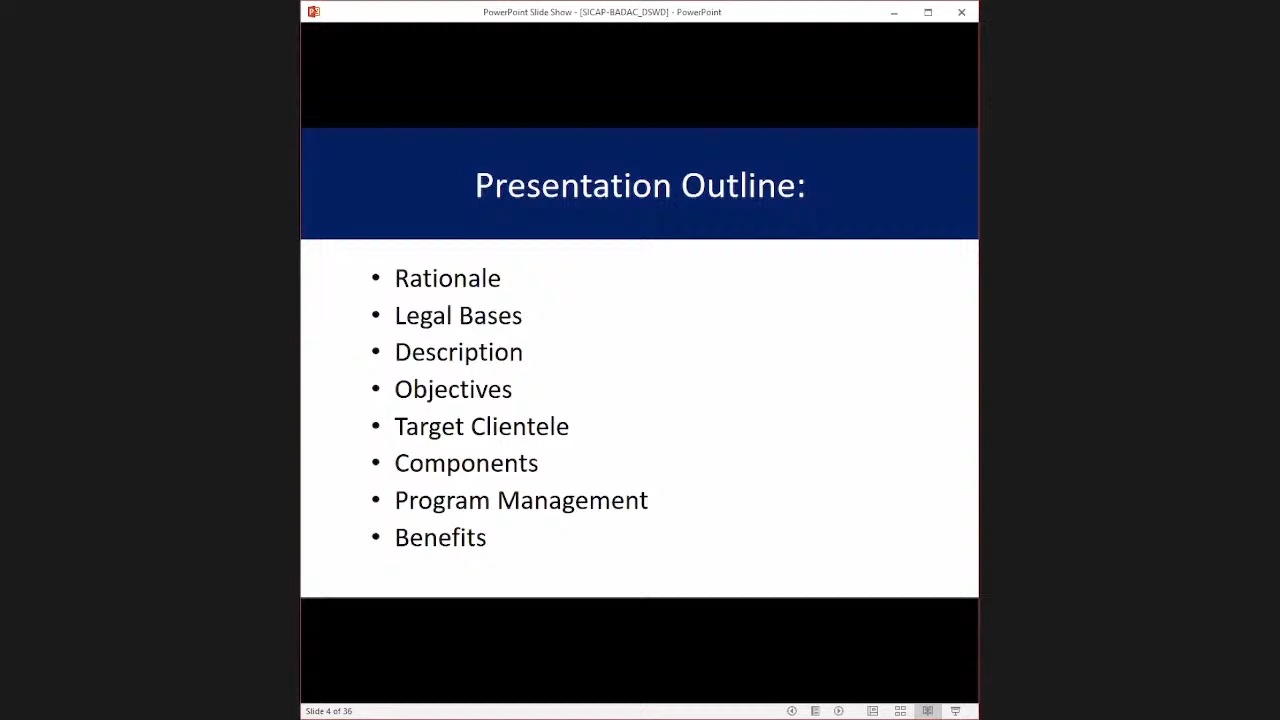 PowerPoint Slide Show - [SICAP-BADAC_DSWD] - PowerPoint
Presentation Outline:
• Rationale
• Legal Bases
• Description
• Objectives
• Target Clientele
• Components
• Program Management
• Benefits
Slide 4 of 36